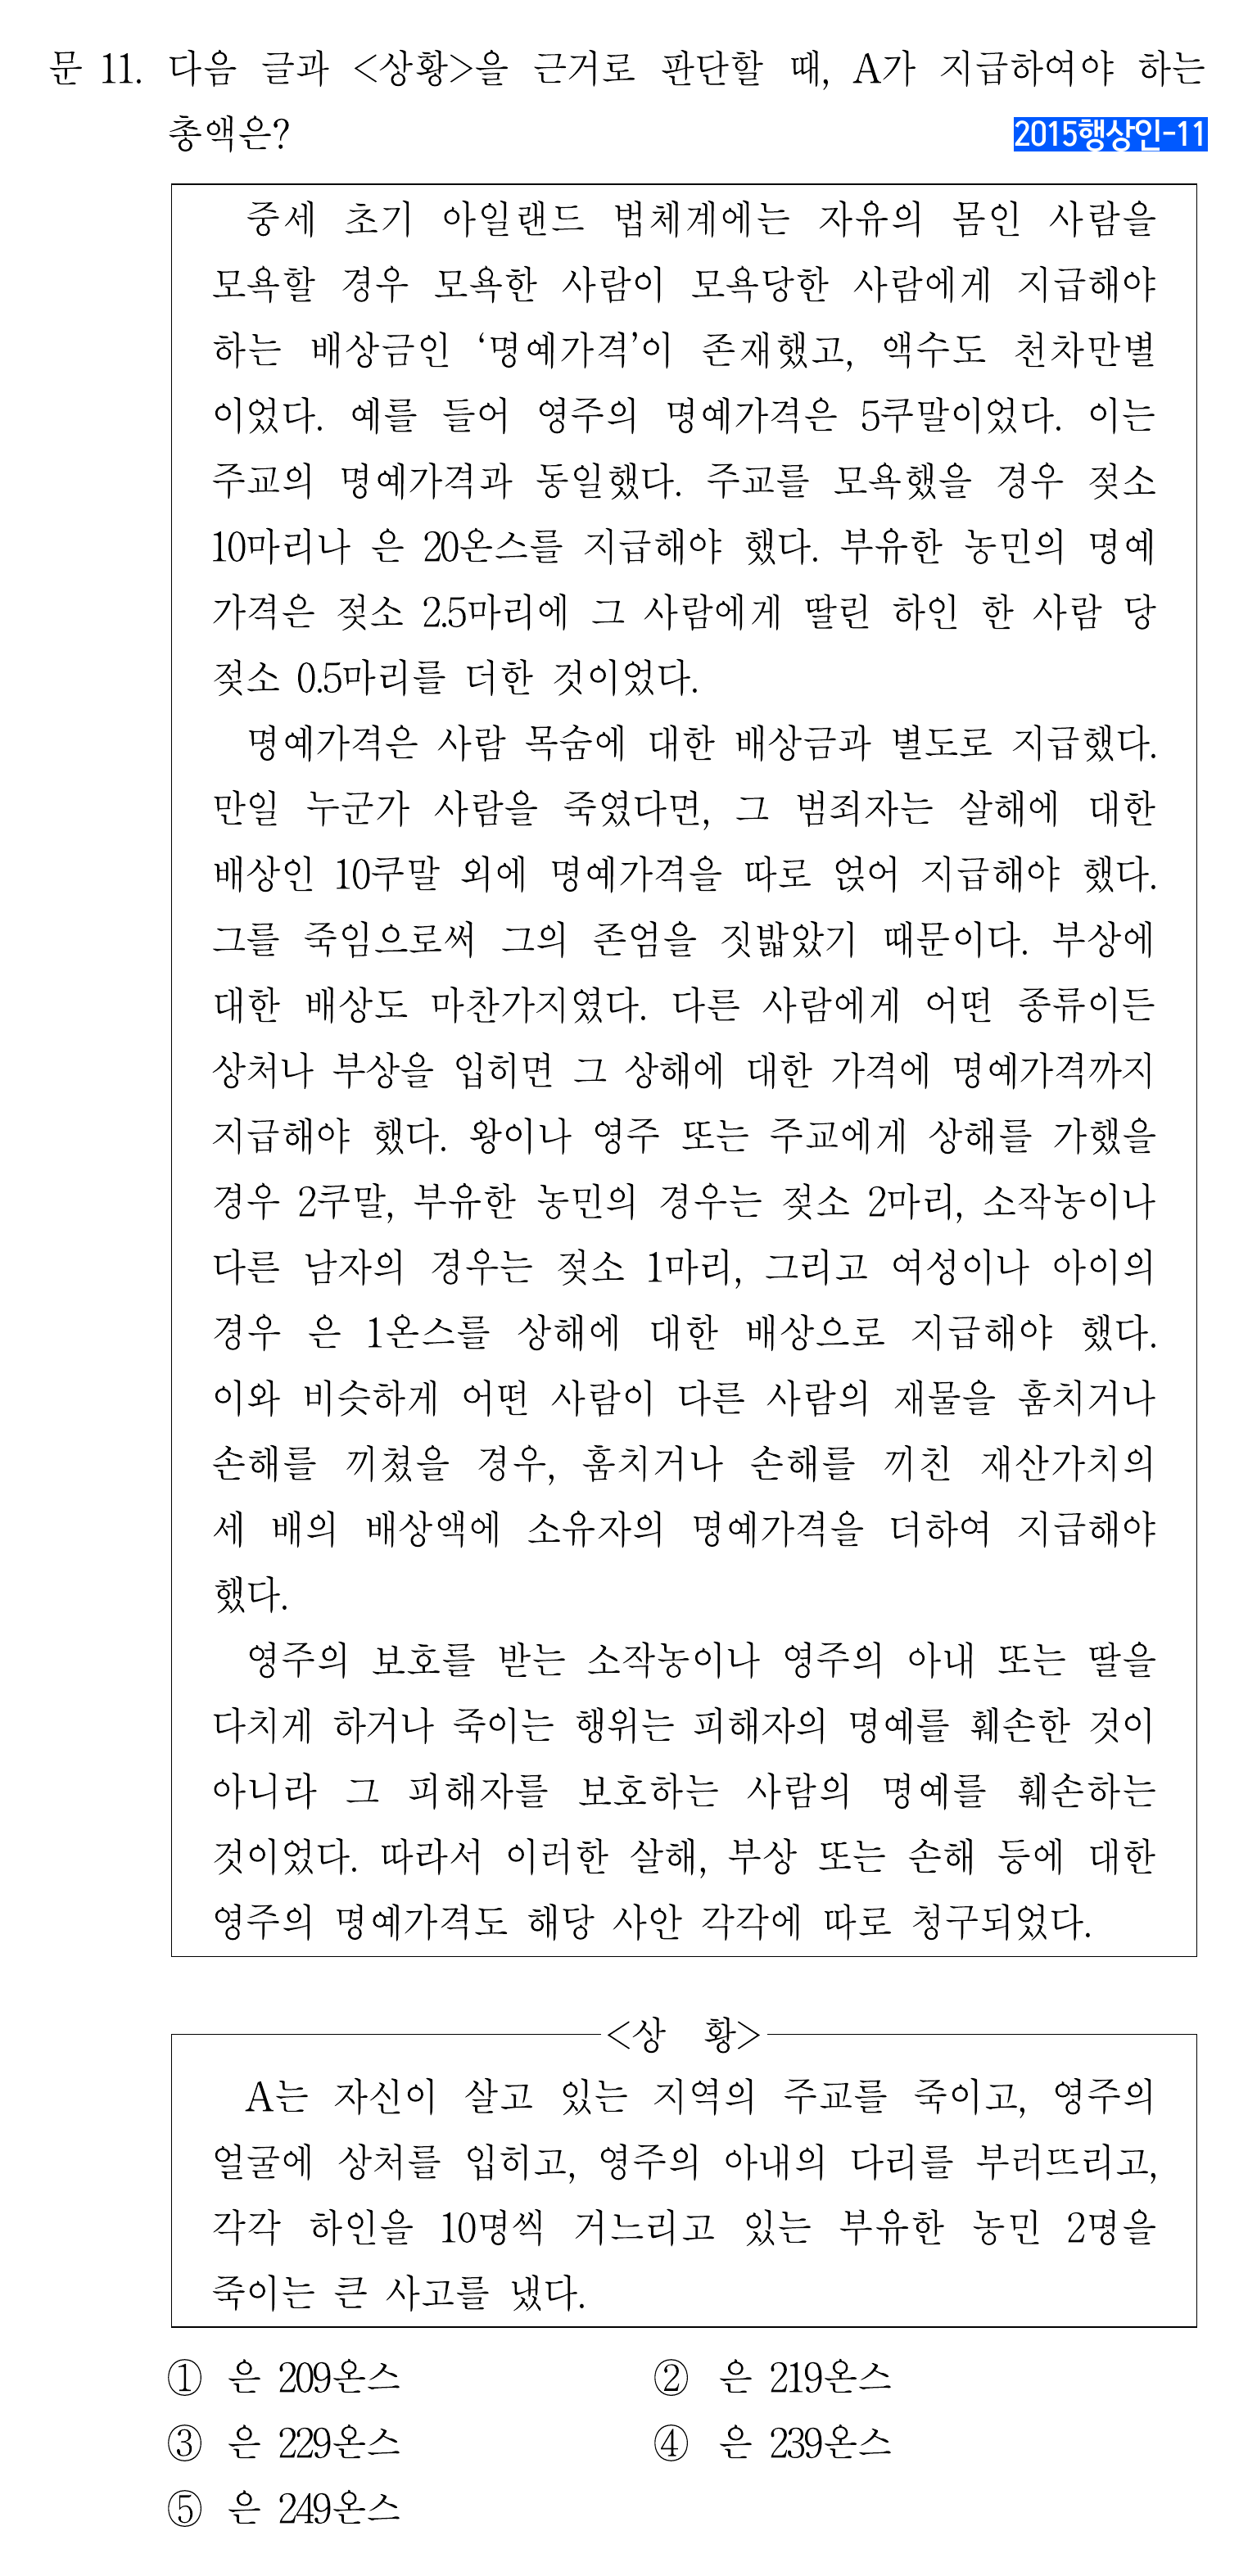 문 11. 다음 글과 <상황>을 근거로 판단할 때, A가 지급하여야 하는
총액은?
2015행상인-11
중세 초기 아일랜드 법체계에는 자유의 몸인 사람을
모욕할 경우 모욕한 사람이 모욕당한 사람에게 지급해야
하는 배상금인 ‘명예가격’이 존재했고, 액수도 천차만별
이었다. 예를 들어 영주의 명예가격은 5쿠말이었다. 이는
주교의 명예가격과 동일했다. 주교를 모욕했을 경우 젖소
10마리나 은 20온스를 지급해야 했다. 부유한 농민의 명예
가격은 젖소 2.5마리에 그 사람에게 딸린 하인 한 사람 당
젖소 0.5마리를 더한 것이었다.
명예가격은 사람 목숨에 대한 배상금과 별도로 지급했다.
만일 누군가 사람을 죽였다면, 그 범죄자는 살해에 대한
배상인 10쿠말 외에 명예가격을 따로 얹어 지급해야 했다.
그를 죽임으로써 그의 존엄을 짓밟았기 때문이다. 부상에
대한 배상도 마찬가지였다. 다른 사람에게 어떤 종류이든
상처나 부상을 입히면 그 상해에 대한 가격에 명예가격까지
지급해야 했다. 왕이나 영주 또는 주교에게 상해를 가했을
경우 2쿠말, 부유한 농민의 경우는 젖소 2마리, 소작농이나
다른 남자의 경우는 젖소 1마리, 그리고 여성이나 아이의
경우 은 1온스를 상해에 대한 배상으로 지급해야 했다.
이와 비슷하게 어떤 사람이 다른 사람의 재물을 훔치거나
손해를 끼쳤을 경우, 훔치거나 손해를 끼친 재산가치의
세 배의 배상액에 소유자의 명예가격을 더하여 지급해야
했다.
영주의 보호를 받는 소작농이나 영주의 아내 또는 딸을
다치게 하거나 죽이는 행위는 피해자의 명예를 훼손한 것이
아니라 그 피해자를 보호하는 사람의 명예를 훼손하는
것이었다. 따라서 이러한 살해, 부상 또는 손해 등에 대한
영주의 명예가격도 해당 사안 각각에 따로 청구되었다.
<상 황>
A는 자신이 살고 있는 지역의 주교를 죽이고, 영주의
얼굴에 상처를 입히고, 영주의 아내의 다리를 부러뜨리고,
각각 하인을 10명씩 거느리고 있는 부유한 농민 2명을
죽이는 큰 사고를 냈다.
① 은 209온스 ② 은 219온스
③ 은 229온스 ④ 은 239온스
⑤ 은 249온스